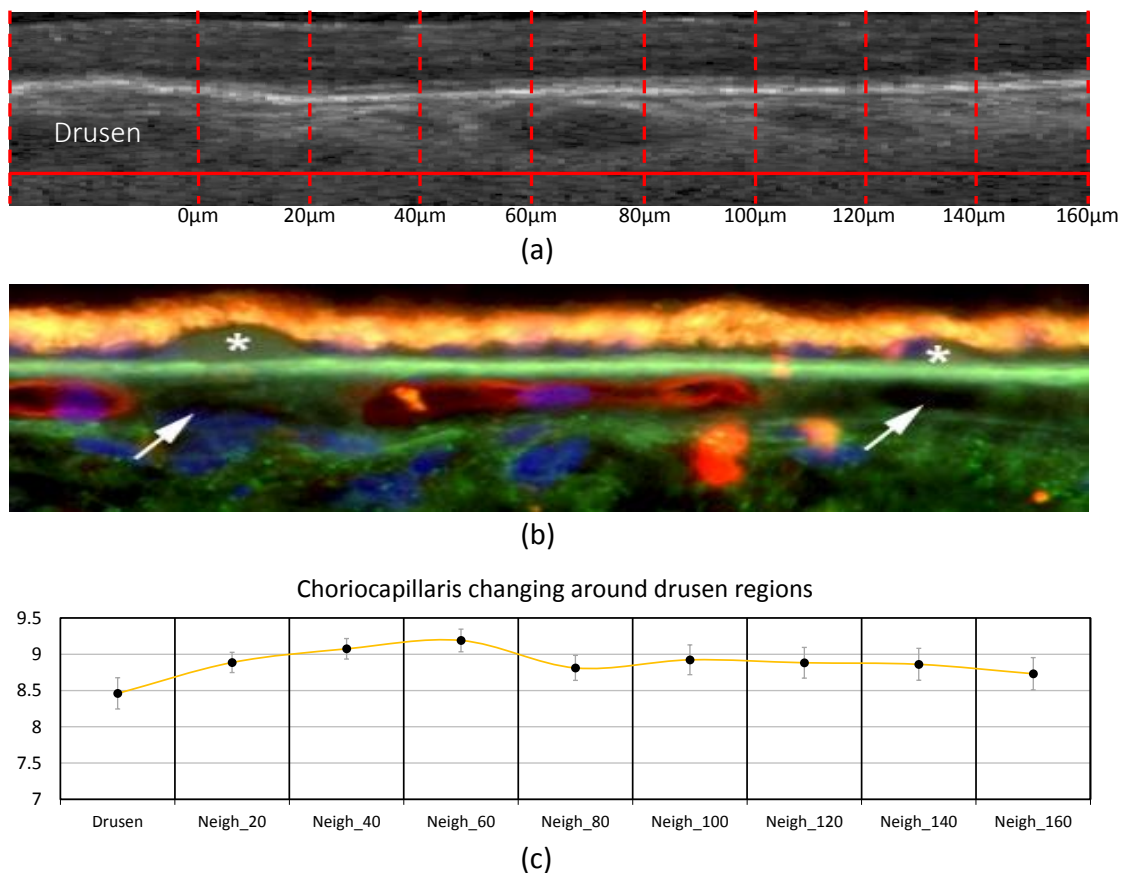 Drusen
0µm 20µm 40µm 60µm 80µm 100µm 120µm 140µm 160µm
(a)
* *
(b)
Choriocapillaris changing around drusen regions
9.5
9
8.5
8
7.5
7
Drusen Neigh_20 Neigh_40 Neigh_60 Neigh_80 Neigh_100 Neigh_120 Neigh_140 Neigh_160
(c)